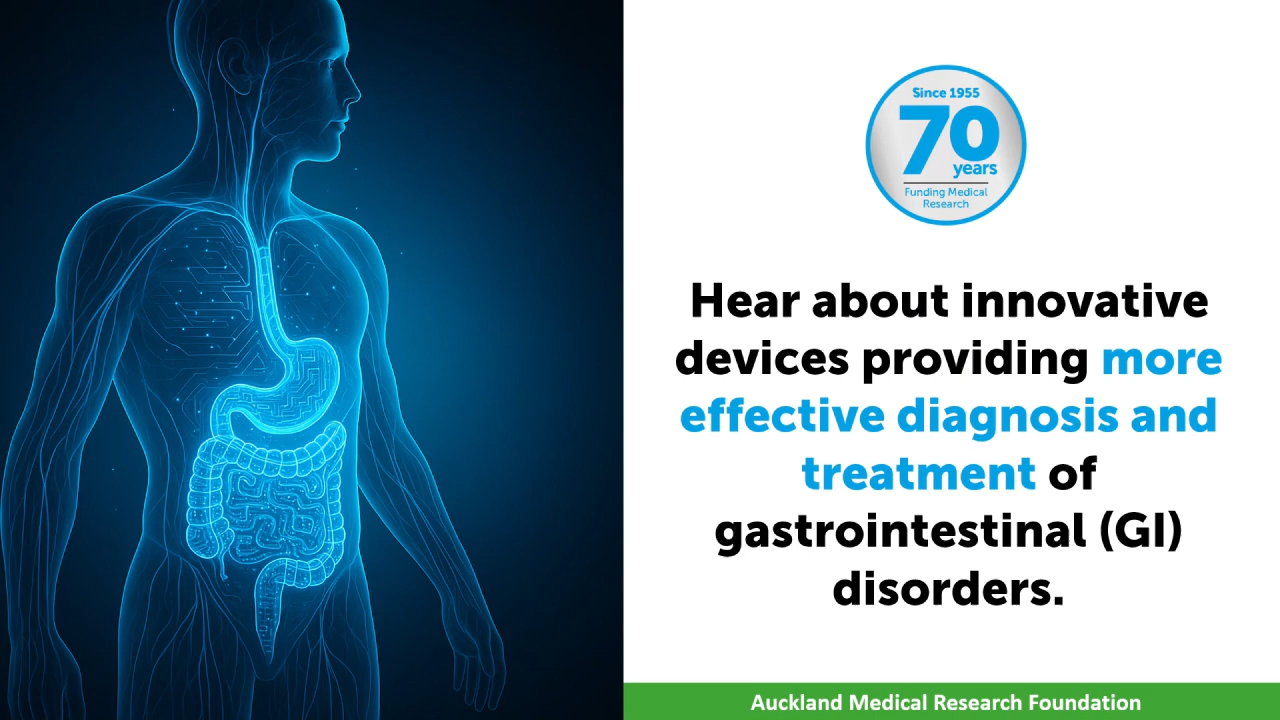 Since 1955
70
years
Funding Medical
Research
Hear about innovative
devices providing more
effective diagnosis and
treatment of
gastrointestinal (GI)
disorders.
Auckland Medical Research Foundation